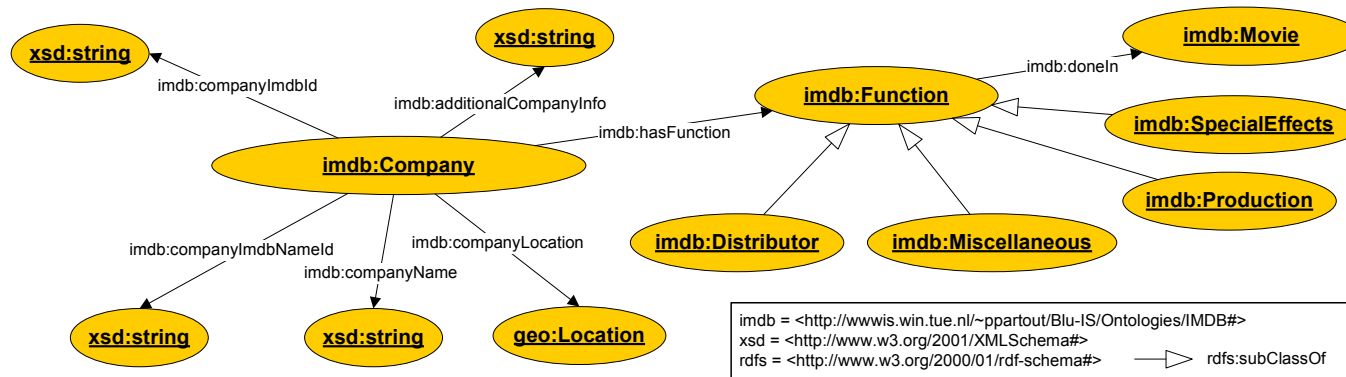 xsd:string
xsd:string
imdb:Movie
imdb:companyImdbId
imdb:doneIn
imdb:additionalCompanyInfo
imdb:Function
imdb:hasFunction
imdb:SpecialEffects
imdb:Company
imdb:Production
imdb:companyLocation
imdb:Distributor
imdb:Miscellaneous
imdb:companyImdbNameId
imdb:companyName
xsd:string
xsd:string
geo:Location
imdb = <http://wwwis.win.tue.nl/~ppartout/Blu-IS/Ontologies/IMDB#>
xsd = <http://www.w3.org/2001/XMLSchema#>
rdfs = <http://www.w3.org/2000/01/rdf-schema#>
rdfs:subClassOf